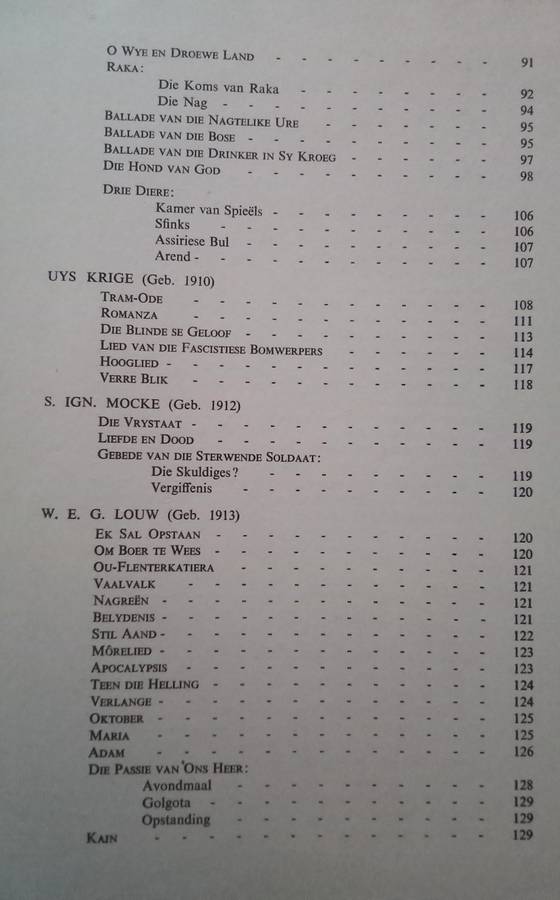 O Wye en Droewe Land - - - - - - - - 91
Raka:
Die Koms van Raka - - - - - - - 92
Die Nag - - - - - - - - - - 94
Ballade van die Nagtelike Ure - - - - - - 95
Ballade van die Bose - - - - - - - - - 95
Ballade van die Drinker in Sy Kroeg - - - - - 97
Die Hond van God - - - - - - - - - 98
Drie Diere:
Kamer van Spieëls - - - - - - - - 106
Sfinks - - - - - - - - - - 106
Assiriese Bul - - - - - - - - - 107
Arend - - - - - - - - - - - 107
UYS KRIGE (Geb. 1910)
Tram-Ode - - - - - - - - - - - 108
Romanza - - - - - - - - - - - 111
Die Blinde se Geloof - - - - - - - - - 113
Lied van die Fascistiese Bomwerpers - - - - - - 114
Hooglied - - - - - - - - - - - - 117
Verre Blik - - - - - - - - - - - 118
S. IGN. MOCKE (Geb. 1912)
Die Vrystaat - - - - - - - - - - - 119
Liefde en Dood - - - - - - - - - - 119
Gebede van die Sterwende Soldaat:
Die Skuldiges? - - - - - - - - 119
Vergiffenis - - - - - - - - - 120
W. E. G. LOUW (Geb. 1913)
Ek Sal Opstaan - - - - - - - - - - 120
Om Boer te Wees - - - - - - - - - - 120
Ou-Flenterkatiera - - - - - - - - - 121
Vaalvalk - - - - - - - - - - - 121
Nagreën - - - - - - - - - - - - 121
Belydenis - - - - - - - - - - - - 121
Stil Aand - - - - - - - - - - - - 122
Môrelied - - - - - - - - - - - - 123
Apocalypsis - - - - - - - - - - - 123
Teen die Helling - - - - - - - - - - 124
Verlange - - - - - - - - - - - - 124
Oktober - - - - - - - - - - - - 125
Maria - - - - - - - - - - - - 125
Adam - - - - - - - - - - - - 126
Die Passie van Ons Heer:
Avondmaal - - - - - - - - - 128
Golgota - - - - - - - - - - 129
Opstanding - - - - - - - - - 129
Kain - - - - - - - - - - - - 129